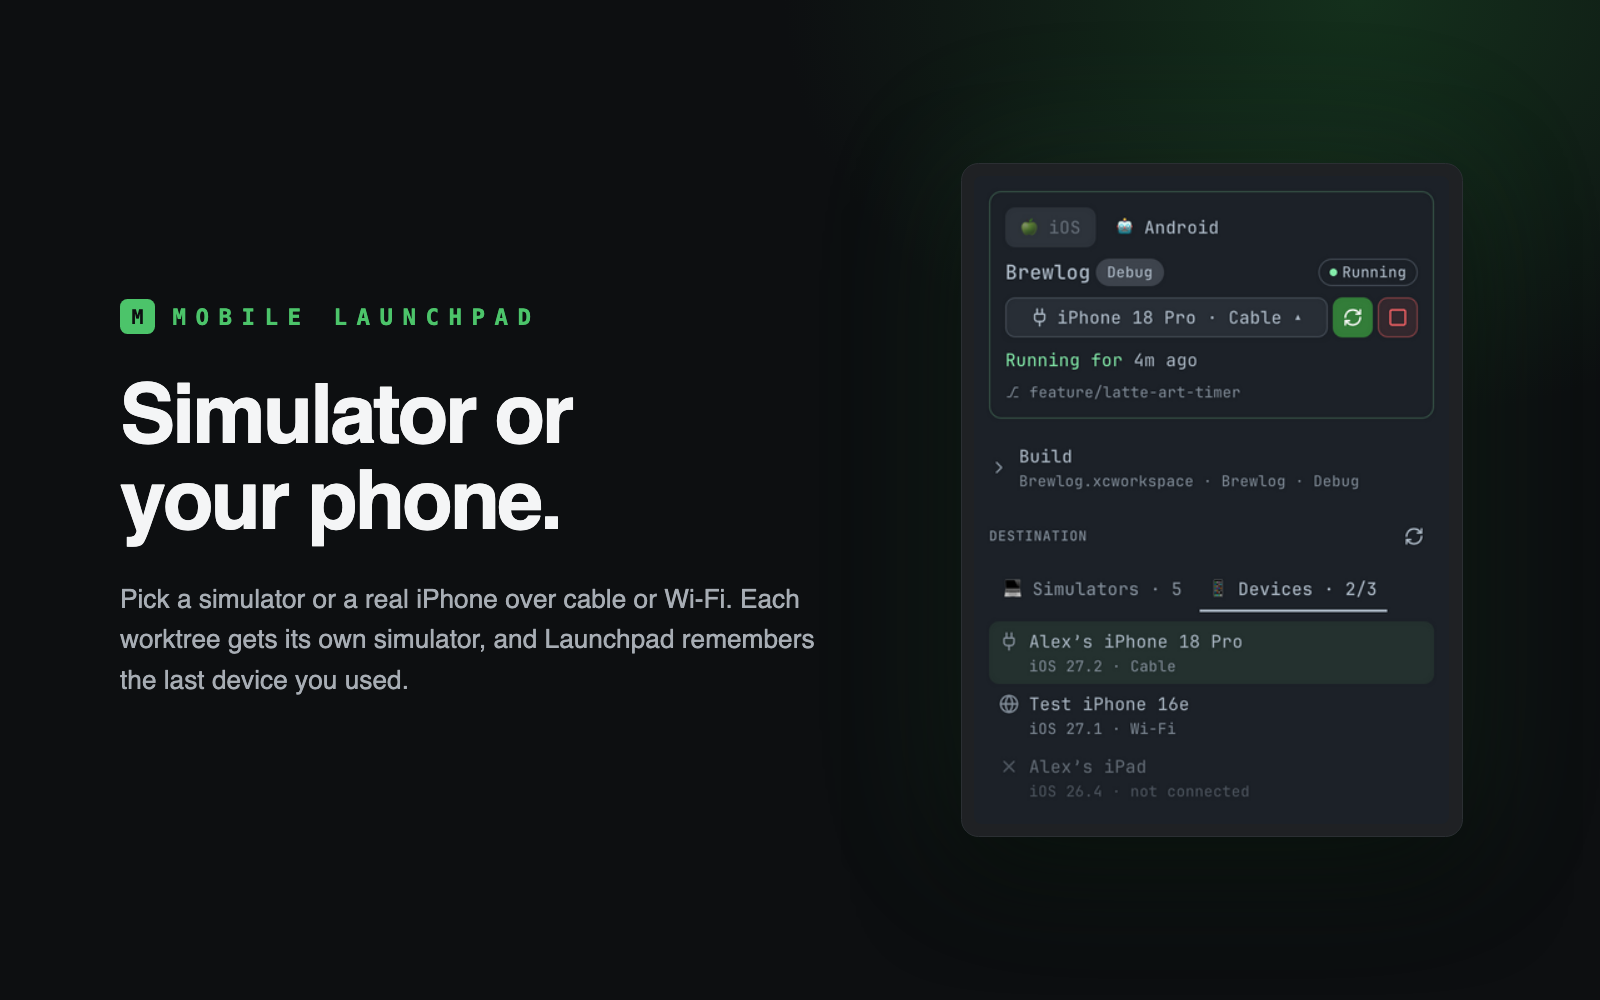 M MOBILE LAUNCHPAD
Simulator or
your phone.
Pick a simulator or a real iPhone over cable or Wi-Fi. Each
worktree gets its own simulator, and Launchpad remembers
the last device you used.
iOS Android
Brewlog Debug Running
iPhone 18 Pro · Cable
Running for 4m ago
feature/latte-art-timer
Build
Brewlog.xcworkspace · Brewlog · Debug
DESTINATION
Simulators · 5 Devices · 2/3
Alex's iPhone 18 Pro
iOS 27.2 · Cable
Test iPhone 16e
iOS 27.1 · Wi-Fi
Alex's iPad
iOS 26.4 · not connected